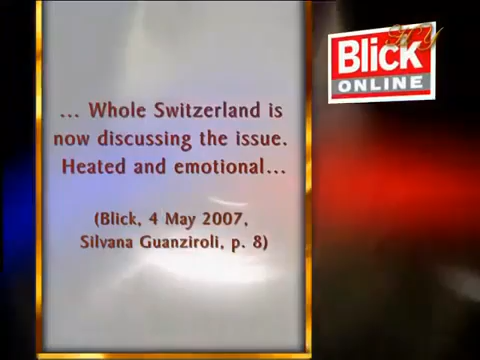 ... Whole Switzerland is
now discussing the issue.
Heated and emotional...
(Blick, 4 May 2007,
Silvana Guanziroli, p. 8)
Blick
ONLINE